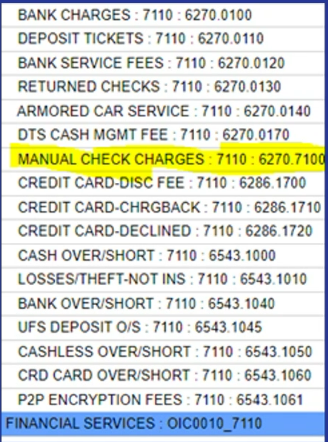 BANK CHARGES : 7110 : 6270.0100
DEPOSIT TICKETS : 7110 : 6270.0110
BANK SERVICE FEES : 7110 : 6270.0120
RETURNED CHECKS : 7110 : 6270.0130
ARMORED CAR SERVICE : 7110 : 6270.0140
DTS CASH MGMT FEE : 7110 : 6270.0170
MANUAL CHECK CHARGES : 7110 : 6270.7100
CREDIT CARD-DISC FEE : 7110 : 6286.1700
CREDIT CARD-CHRGBACK : 7110 : 6286.1710
CREDIT CARD-DECLINED : 7110 : 6286.1720
CASH OVER/SHORT : 7110 : 6543.1000
LOSSES/THEFT-NOT INS : 7110 : 6543.1010
BANK OVER/SHORT : 7110 : 6543.1040
UFS DEPOSIT O/S : 7110 : 6543.1045
CASHLESS OVER/SHORT : 7110 : 6543.1050
CRD CARD OVER/SHORT : 7110 : 6543.1060
P2P ENCRYPTION FEES : 7110 : 6543.1061
FINANCIAL SERVICES : OIC0010_7110